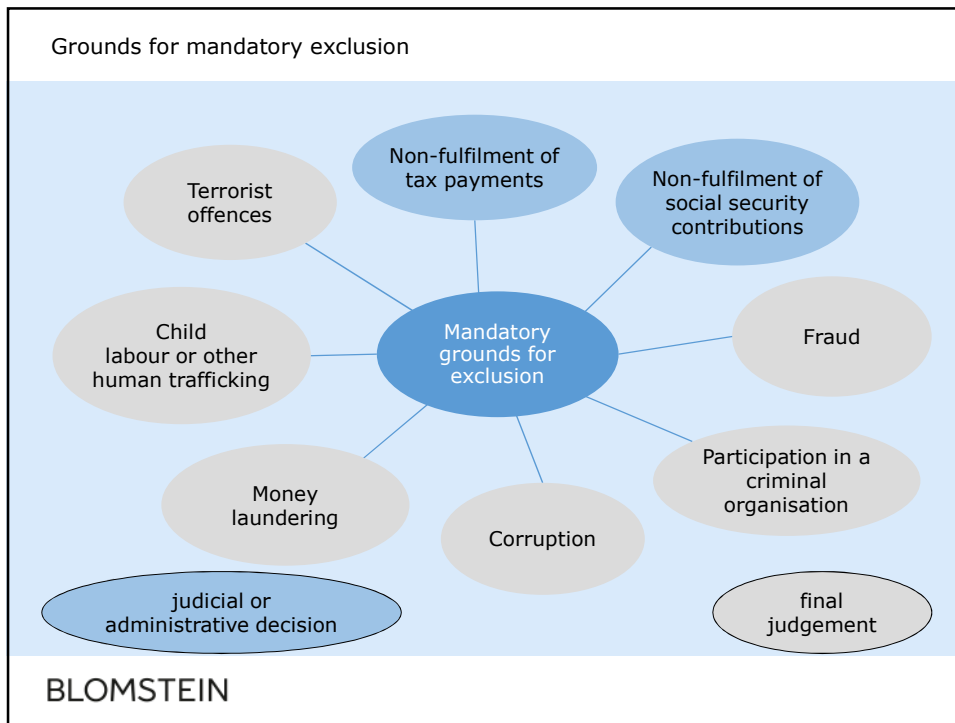 Grounds for mandatory exclusion
Non-fulfilment of
tax payments
Non-fulfilment of
social security
contributions
Terrorist
offences
Child
labour or other
human trafficking
Mandatory
grounds for
exclusion
Fraud
Participation in a
criminal
organisation
Money
laundering
Corruption
judicial or
administrative decision
final
judgement
BLOMSTEIN